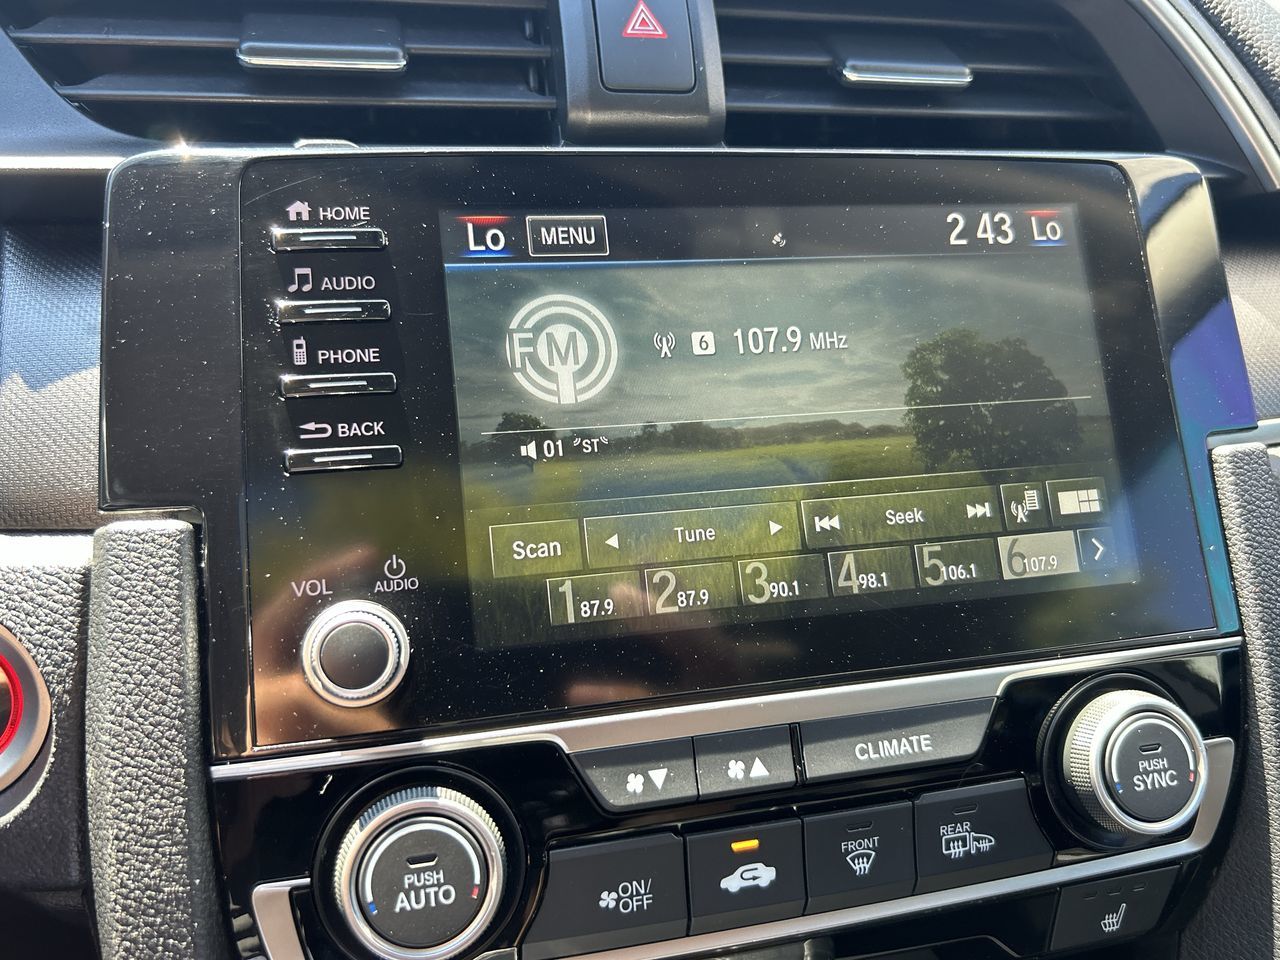 HOME
AUDIO
PHONE
BACK
VOL
AUDIO
Lo MENU 2 43 Lo
FM
6 107.9 MHz
01 ST
Scan Tune Seek
1 87.9 2 87.9 3 90.1 4 98.1 5 106.1 6 107.9
CLIMATE
PUSH
SYNC
PUSH
AUTO
ON/
OFF
FRONT
REAR